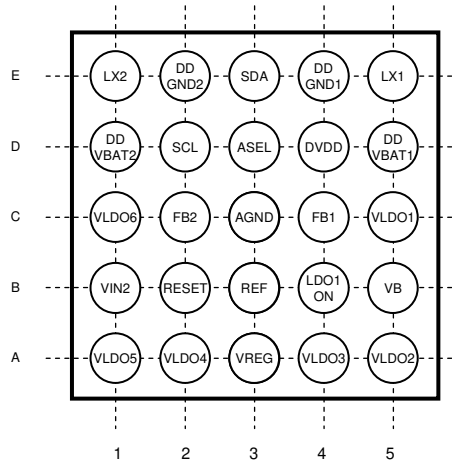 E LX2 DD GND2 SDA DD GND1 LX1
D DD VBAT2 SCL ASEL DVDD DD VBAT1
C VLDO6 FB2 AGND FB1 VLDO1
B VIN2 RESET REF LDO1 ON VB
A VLDO5 VLDO4 VREG VLDO3 VLDO2
1 2 3 4 5